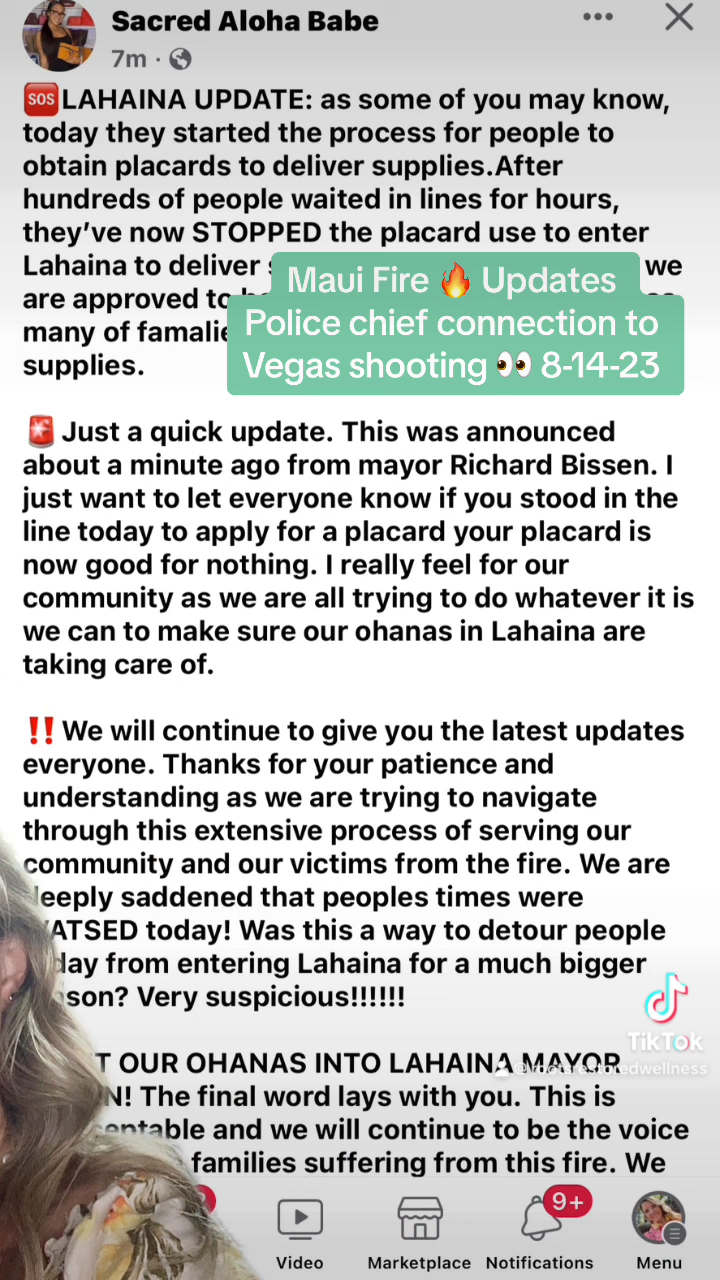 Sacred Aloha Babe
7m
SOS LAHAINA UPDATE: as some of you may know,
today they started the process for people to
obtain placards to deliver supplies.After
hundreds of people waited in lines for hours,
they've now STOPPED the placard use to enter
Lahaina to deliver we
are approved to
many of famalie
supplies.
Maui Fire 🔥 Updates
Police chief connection to
Vegas shooting 👀 8-14-23
🚨 Just a quick update. This was announced
about a minute ago from mayor Richard Bissen. I
just want to let everyone know if you stood in the
line today to apply for a placard your placard is
now good for nothing. I really feel for our
community as we are all trying to do whatever it is
we can to make sure our ohanas in Lahaina are
taking care of.
‼️ We will continue to give you the latest updates
everyone. Thanks for your patience and
understanding as we are trying to navigate
through this extensive process of serving our
community and our victims from the fire. We are
deeply saddened that peoples times were
ATSED today! Was this a way to detour people
day from entering Lahaina for a much bigger
son? Very suspicious!!!!!!
T OUR OHANAS INTO LAHAINA MAYOR
N! The final word lays with you. This is
entable and we will continue to be the voice
families suffering from this fire. We
TikTok
@rootsrestoredwellness
9+
Video
Marketplace
Notifications
Menu